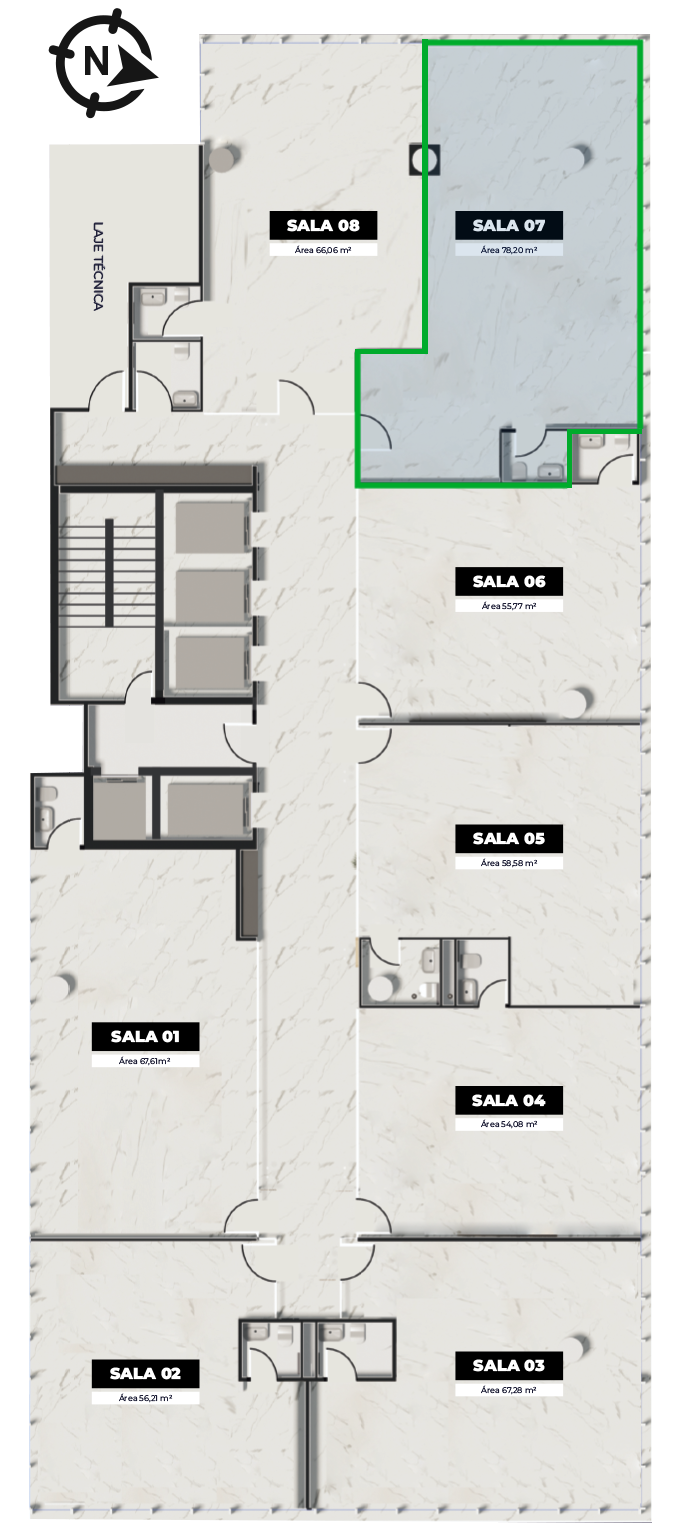 N
LAJE TÉCNICA
SALA 08
Área 66,06 m²
SALA 07
Área 78,20 m²
SALA 06
Área 55,77 m²
SALA 05
Área 58,58 m²
SALA 01
Área 67,61m²
SALA 04
Área 54,08 m²
SALA 02
Área 56,21 m²
SALA 03
Área 67,28 m²